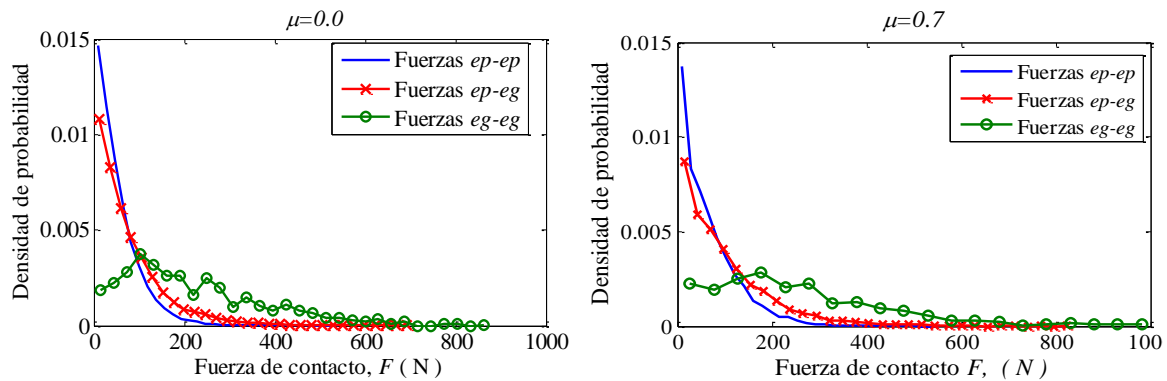 μ=0.0
0.015
0.01
0.005
0
Densidad de probabilidad
Fuerzas ep-ep
Fuerzas ep-eg
Fuerzas eg-eg
0 200 400 600 800 1000
Fuerza de contacto, F ( N )
μ=0.7
0.015
0.01
0.005
0
Densidad de probabilidad
Fuerzas ep-ep
Fuerzas ep-eg
Fuerzas eg-eg
0 200 400 600 800 1000
Fuerza de contacto F, ( N )